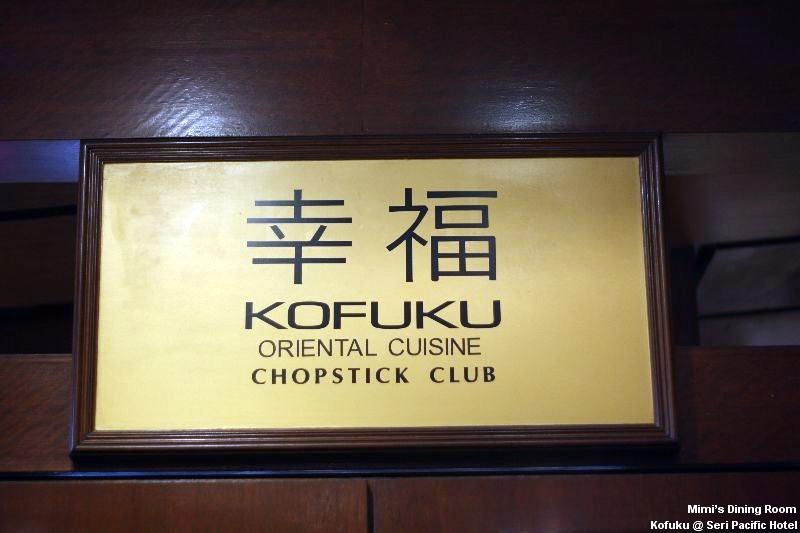 幸福
KOFUKU
ORIENTAL CUISINE
CHOPSTICK CLUB
Mimi's Dining Room
Kofuku @ Seri Pacific Hotel